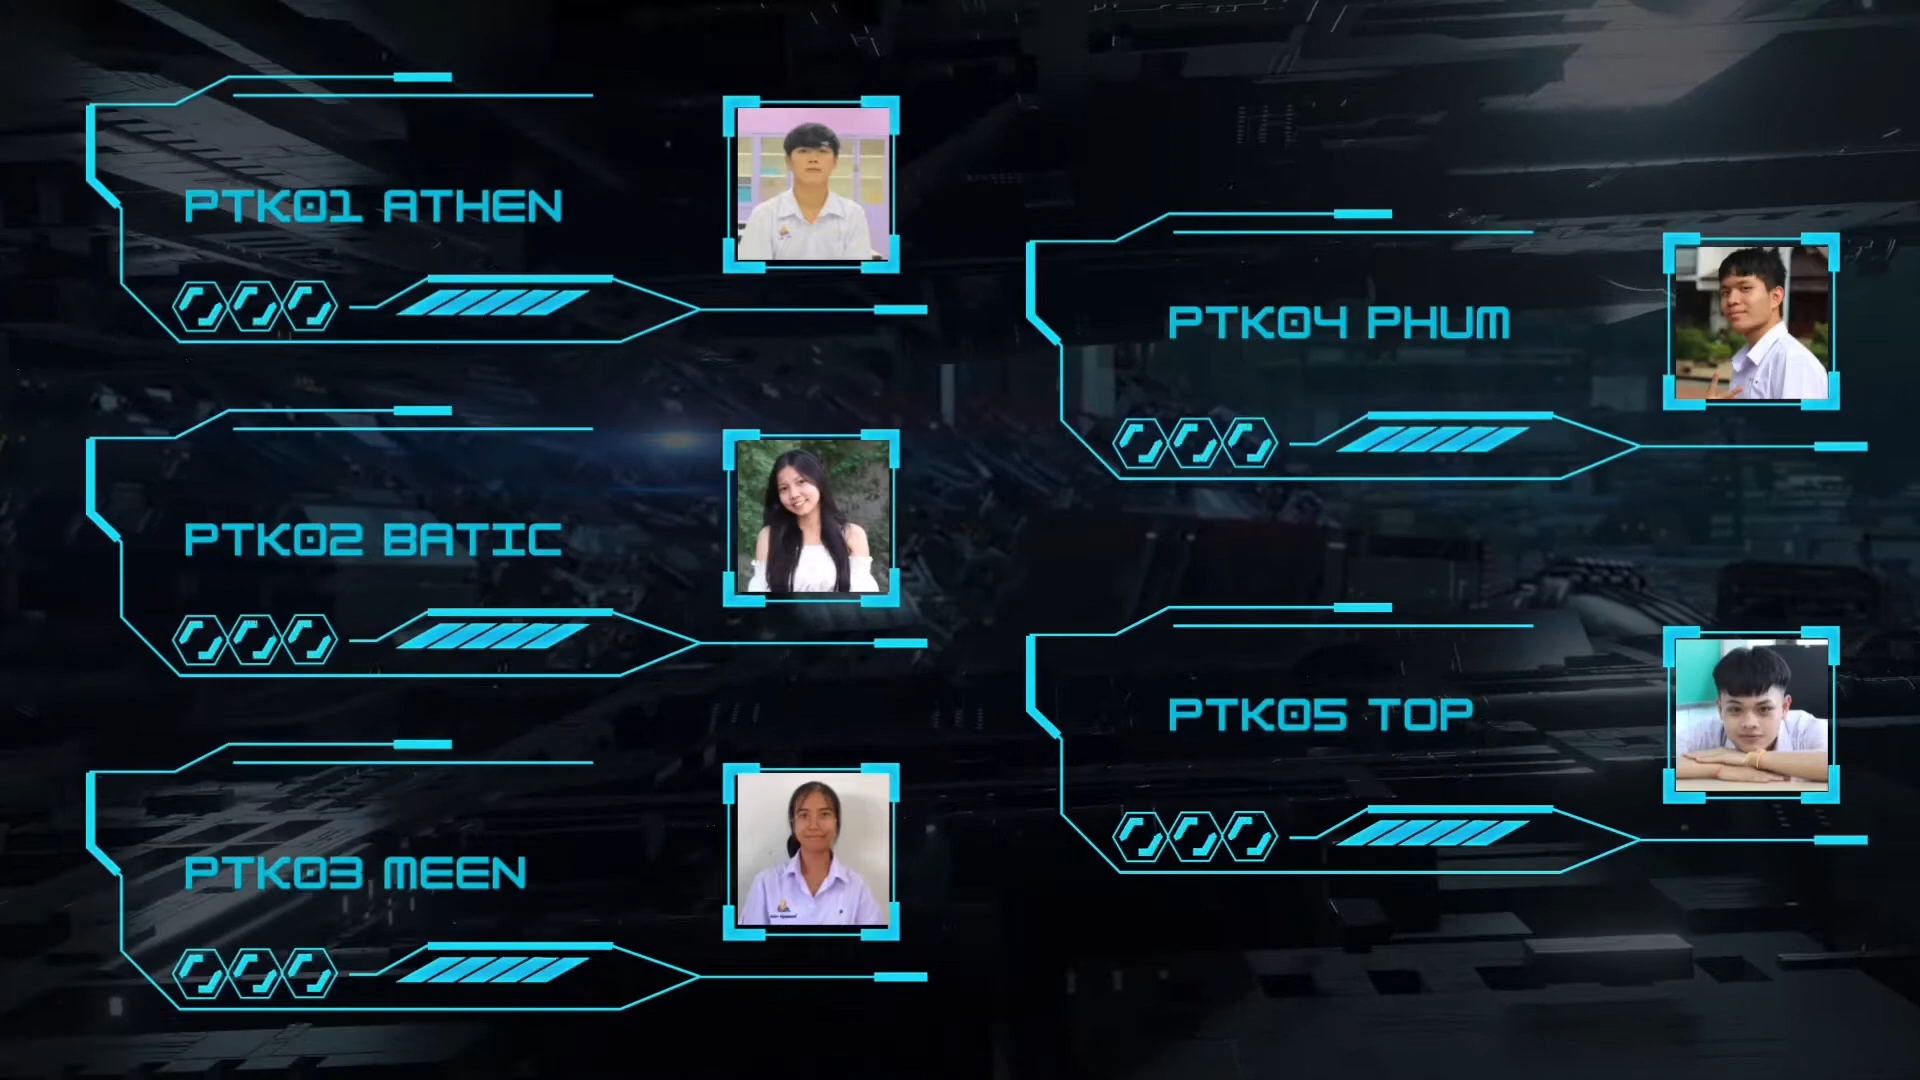 PTK01 ATHEN
PTK02 BATIC
PTK03 MEEN
PTK04 PHUM
PTK05 TOP